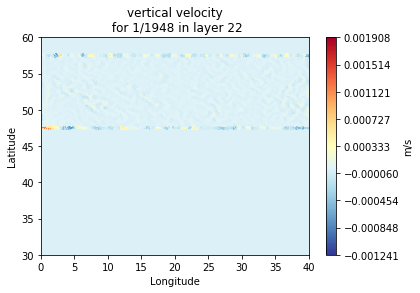 vertical velocity
for 1/1948 in layer 22
60
55
50
45
40
35
30
Latitude
0 5 10 15 20 25 30 35 40
Longitude
0.001908
0.001514
0.001121
0.000727
0.000333
−0.000060
−0.000454
−0.000848
−0.001241
m/s